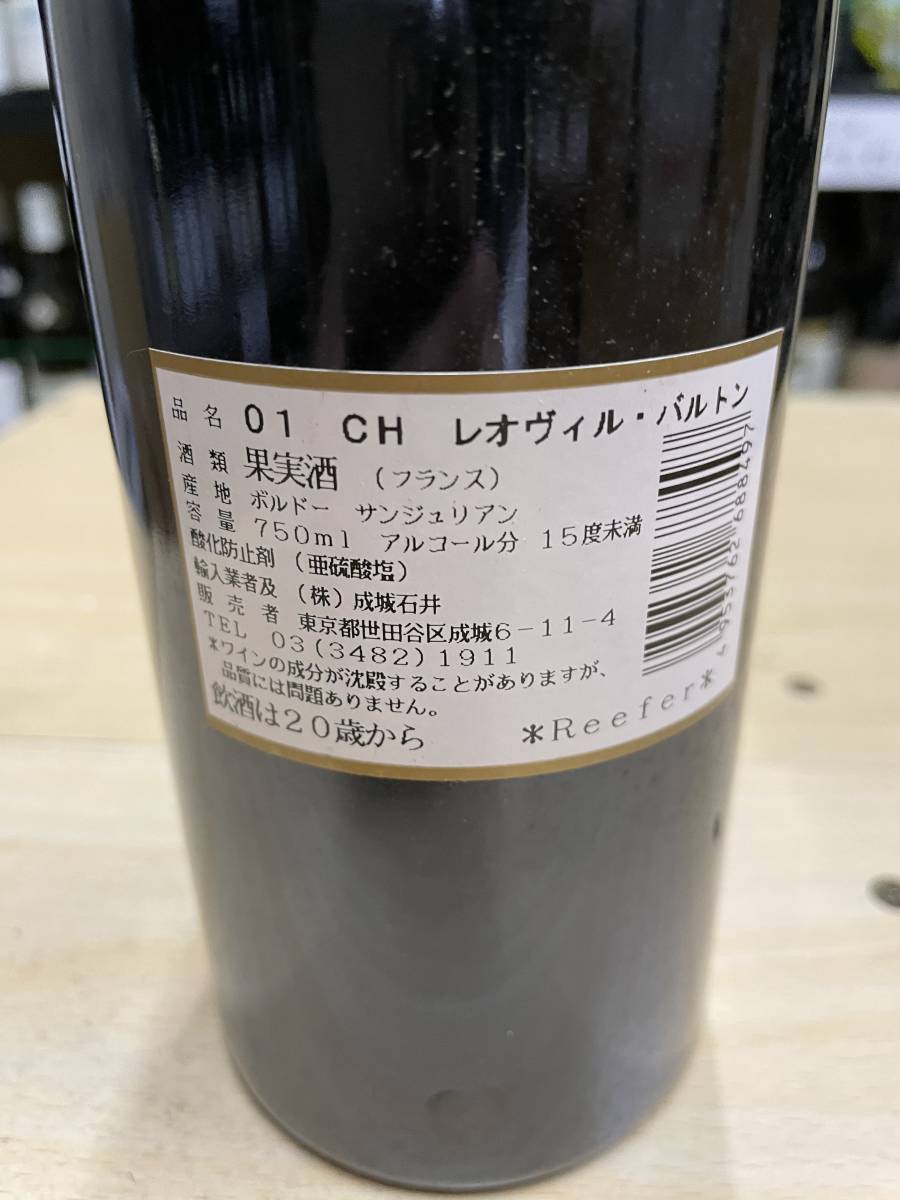 品名 01 CH レオヴィル・バルトン
酒類 果実酒 (フランス)
産地 ボルドー サンジュリアン
容量 750ml アルコール分 15度未満
酸化防止剤 (亜硫酸塩)
輸入業者及 (株)成城石井
販売者 東京都世田谷区成城6-11-4
TEL 03(3482)1911
*ワインの成分が沈殿することがありますが、
品質には問題ありません。
飲酒は20歳から *Reefer*
4953762688497